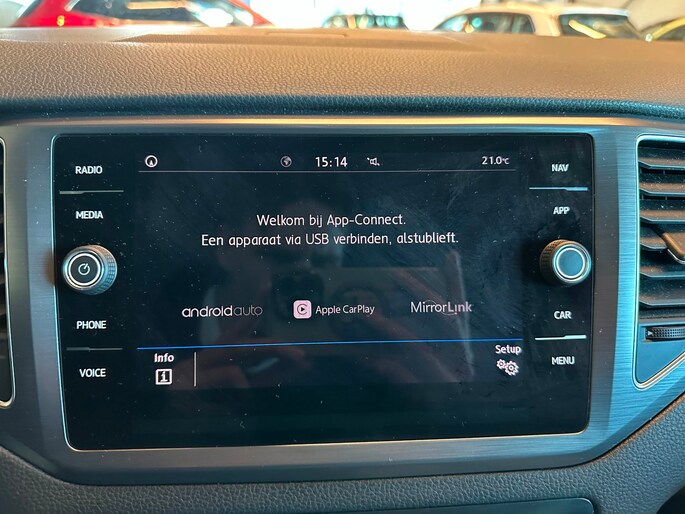 RADIO
MEDIA
PHONE
VOICE
15:14
21.0°C
Welkom bij App-Connect.
Een apparaat via USB verbinden, alstublieft.
androidauto
Apple CarPlay
MirrorLink
Info
i
Setup
NAV
APP
CAR
MENU